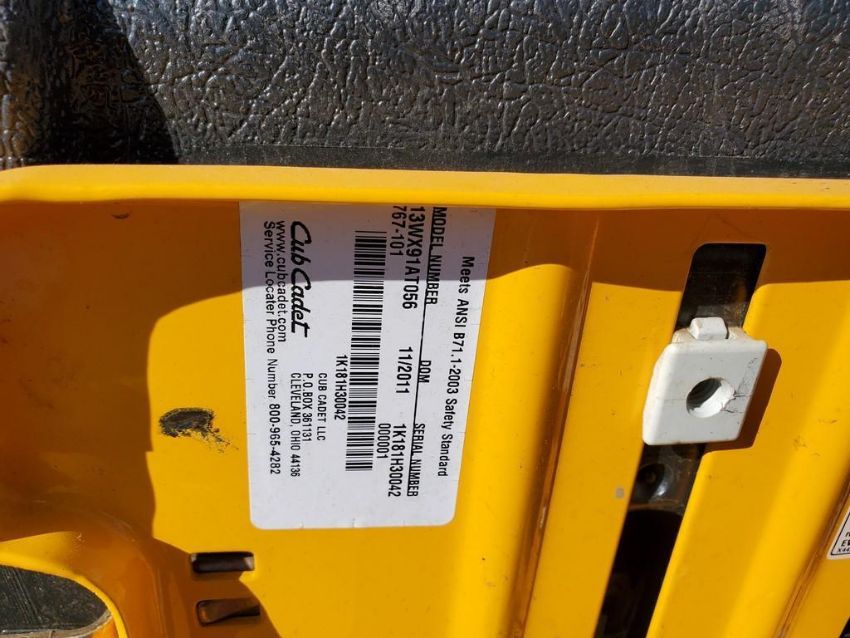 Meets ANSI B71.1-2003 Safety Standard
MODEL NUMBER DOM SERIAL NUMBER
13WX91AT056 11/2011 1K181H30042
767-101 000001
1K181H30042
Cub Cadet CUB CADET LLC
P.O.BOX 361131
CLEVELAND, OHIO 44136
www.cubcadet.com
Service Locater Phone Number 800-965-4282